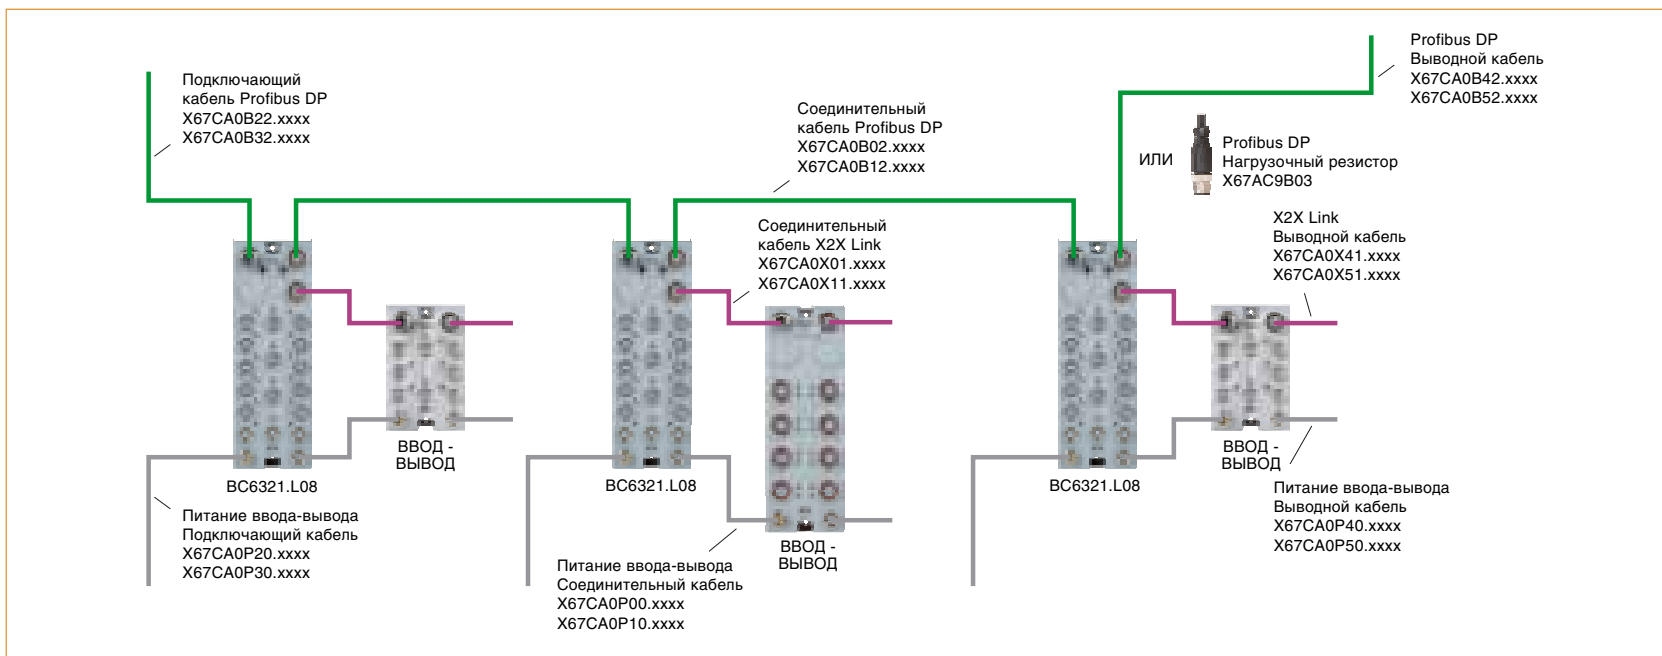 Подключающий
кабель Profibus DP
X67CA0B22.xxxx
X67CA0B32.xxxx
Соединительный
кабель Profibus DP
X67CA0B02.xxxx
X67CA0B12.xxxx
Profibus DP
Выводной кабель
X67CA0B42.xxxx
X67CA0B52.xxxx
ИЛИ
Profibus DP
Нагрузочный резистор
X67AC9B03
Соединительный
кабель X2X Link
X67CA0X01.xxxx
X67CA0X11.xxxx
X2X Link
Выводной кабель
X67CA0X41.xxxx
X67CA0X51.xxxx
ВВОД -
ВЫВОД
BC6321.L08
Питание ввода-вывода
Подключающий кабель
X67CA0P20.xxxx
X67CA0P30.xxxx
BC6321.L08
ВВОД -
ВЫВОД
Питание ввода-вывода
Соединительный кабель
X67CA0P00.xxxx
X67CA0P10.xxxx
ВВОД -
ВЫВОД
BC6321.L08
Питание ввода-вывода
Выводной кабель
X67CA0P40.xxxx
X67CA0P50.xxxx